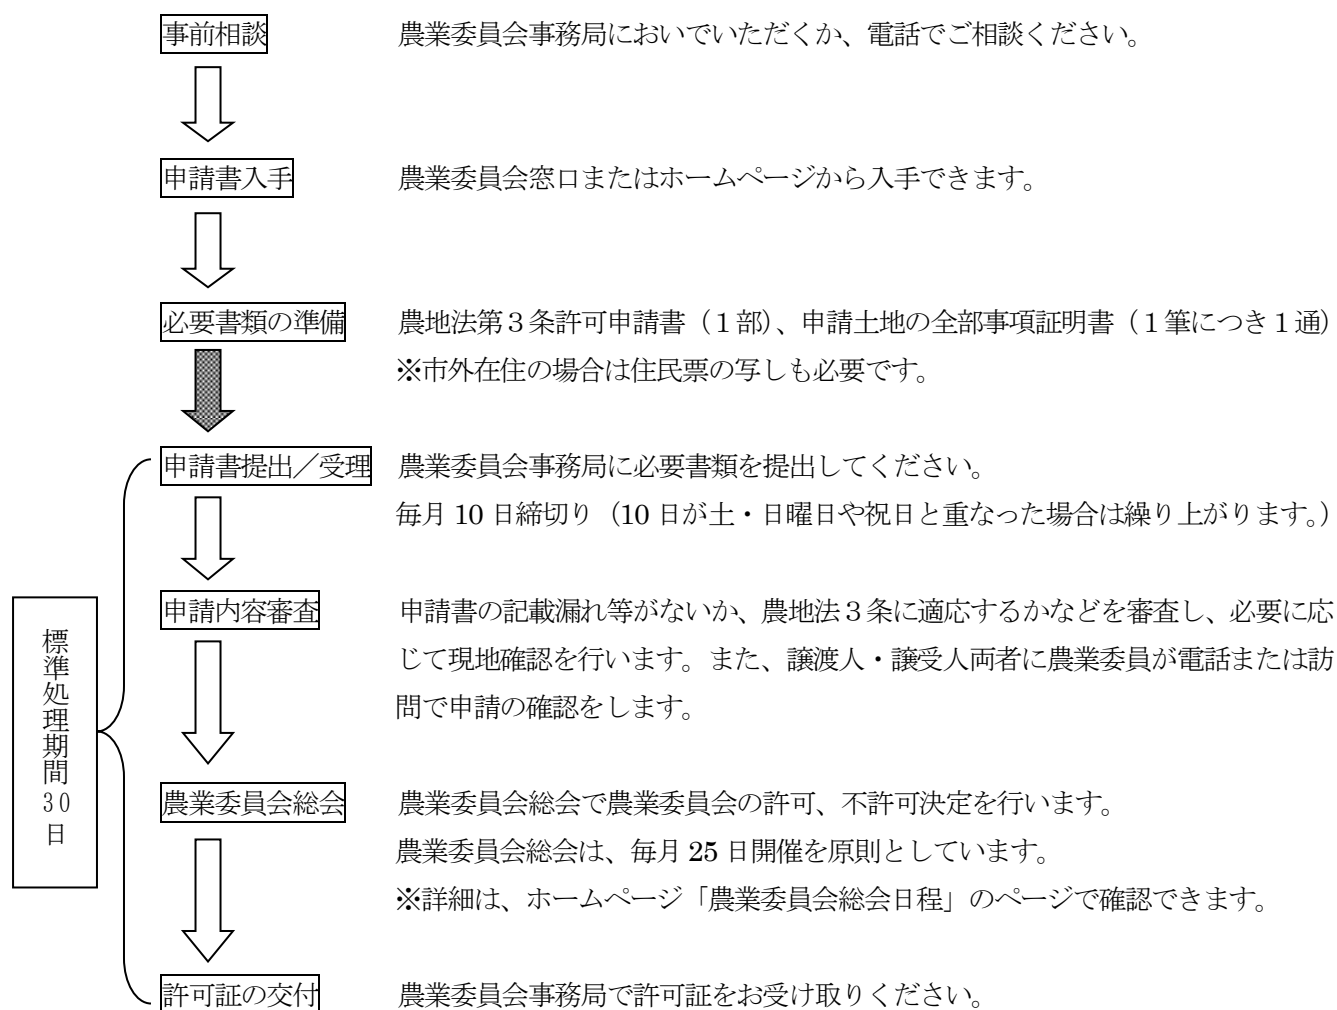 事前相談 農業委員会事務局においでいただくか、電話でご相談ください。
申請書入手 農業委員会窓口またはホームページから入手できます。
必要書類の準備 農地法第３条許可申請書（１部）、申請土地の全部事項証明書（１筆につき１通）
※市外在住の場合は住民票の写しも必要です。
申請書提出／受理 農業委員会事務局に必要書類を提出してください。
毎月 10 日締切り（10 日が土・日曜日や祝日と重なった場合は繰り上がります。）
申請内容審査 申請書の記載漏れ等がないか、農地法３条に適応するかなどを審査し、必要に応
じて現地確認を行います。また、譲渡人・譲受人両者に農業委員が電話または訪
問で申請の確認をします。
標準処理期間30日
農業委員会総会 農業委員会総会で農業委員会の許可、不許可決定を行います。
農業委員会総会は、毎月 25 日開催を原則としています。
※詳細は、ホームページ「農業委員会総会日程」のページで確認できます。
許可証の交付 農業委員会事務局で許可証をお受け取りください。